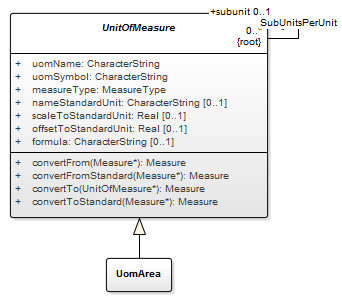 +subunit 0..1
SubUnitsPerUnit
UnitOfMeasure
0..*
{root}
+ uomName: CharacterString
+ uomSymbol: CharacterString
+ measureType: MeasureType
+ nameStandardUnit: CharacterString [0..1]
+ scaleToStandardUnit: Real [0..1]
+ offsetToStandardUnit: Real [0..1]
+ formula: CharacterString [0..1]
+ convertFrom(Measure*): Measure
+ convertFromStandard(Measure*): Measure
+ convertTo(UnitOfMeasure*): Measure
+ convertToStandard(Measure*): Measure
UomArea